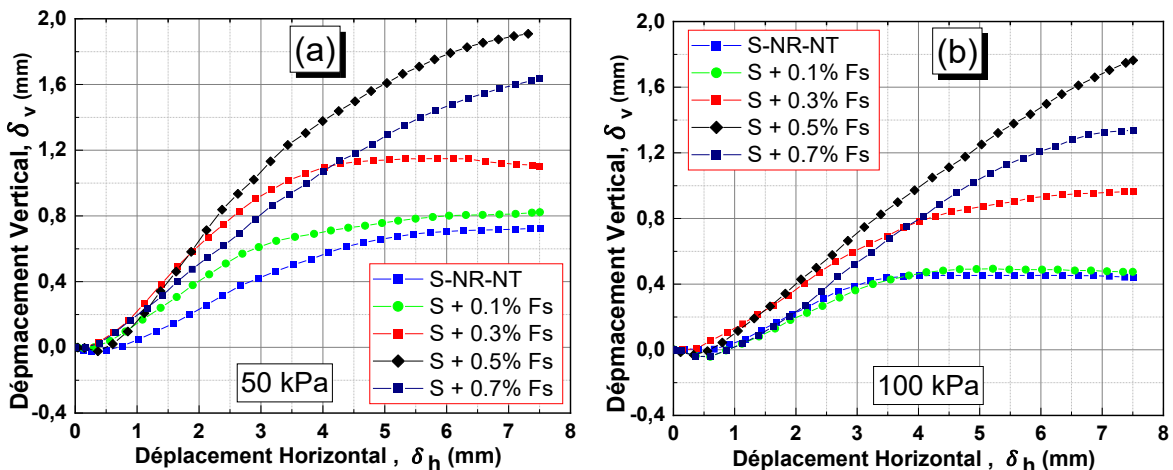 (a)
2,0
1,6
1,2
0,8
0,4
0,0
-0,4
Dépmacement Vertical, δ v (mm)
S-NR-NT
S + 0.1% Fs
S + 0.3% Fs
S + 0.5% Fs
S + 0.7% Fs
50 kPa
0 1 2 3 4 5 6 7 8
Déplacement Horizontal , δ h (mm)
(b)
2,0
1,6
1,2
0,8
0,4
0,0
-0,4
Dépmacement Vertical, δ v (mm)
S-NR-NT
S + 0.1% Fs
S + 0.3% Fs
S + 0.5% Fs
S + 0.7% Fs
100 kPa
0 1 2 3 4 5 6 7 8
Déplacement Horizontal , δ h (mm)